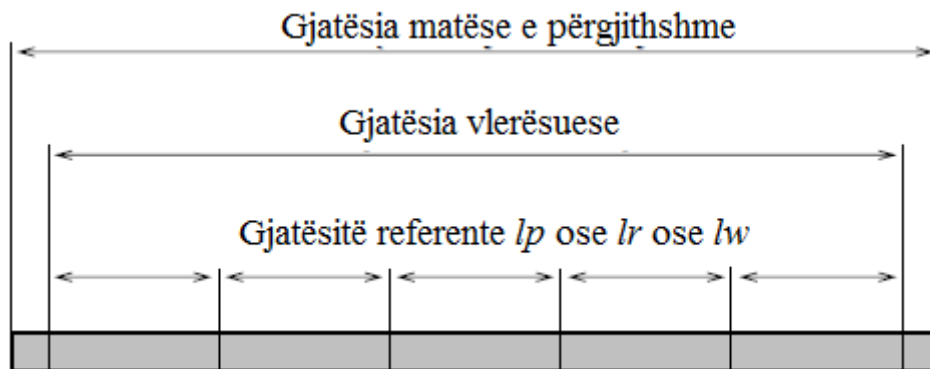 Gjatësia matëse e përgjithshme
Gjatësia vlerësuese
Gjatësitë referente lp ose lr ose lw